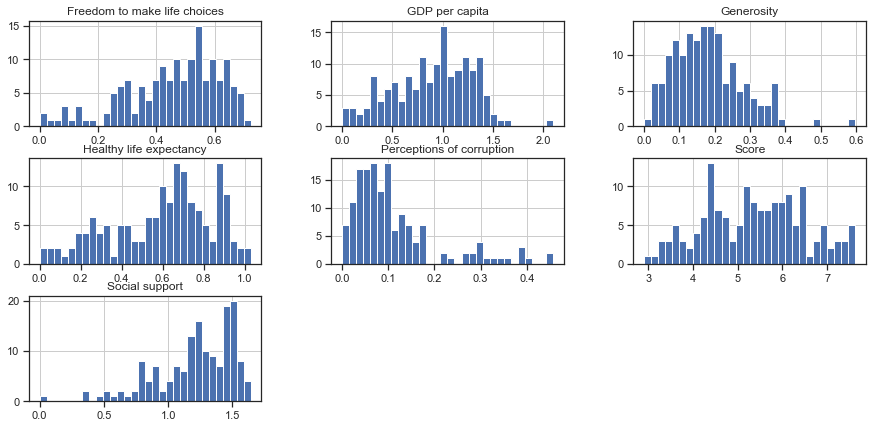 Freedom to make life choices
GDP per capita
Generosity
15
10
5
0
0.0 0.2 0.4 0.6
15
10
5
0
0.0 0.5 1.0 1.5 2.0
10
5
0
0.0 0.1 0.2 0.3 0.4 0.5 0.6
Healthy life expectancy
Perceptions of corruption
Score
10
5
0
0.0 0.2 0.4 0.6 0.8 1.0
15
10
5
0
0.0 0.1 0.2 0.3 0.4
10
5
0
3 4 5 6 7
Social support
20
10
0
0.0 0.5 1.0 1.5